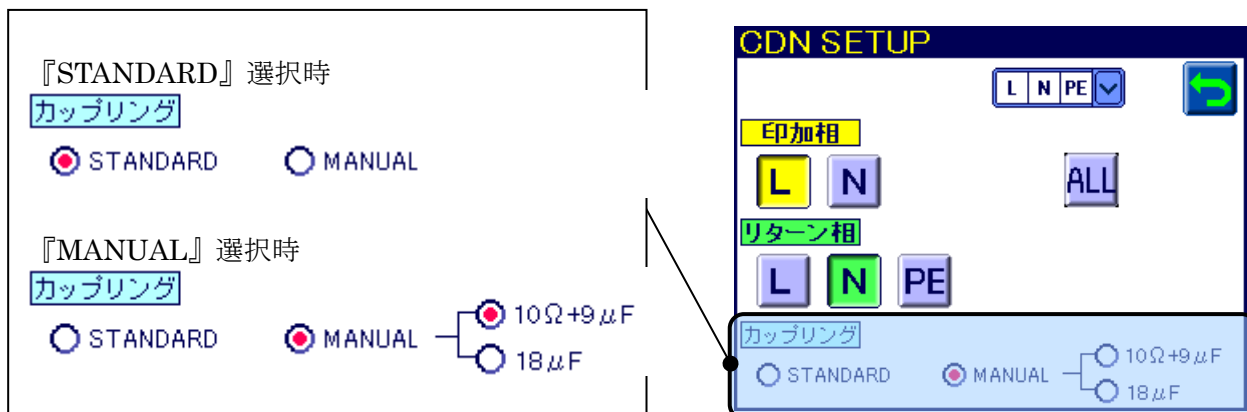 『STANDARD』選択時
カップリング
STANDARD MANUAL
『MANUAL』選択時
カップリング
STANDARD MANUAL 10Ω+9μF
18μF
CDN SETUP
L N PE
印加相
L N ALL
リターン相
L N PE
カップリング
STANDARD MANUAL 10Ω+9μF
18μF